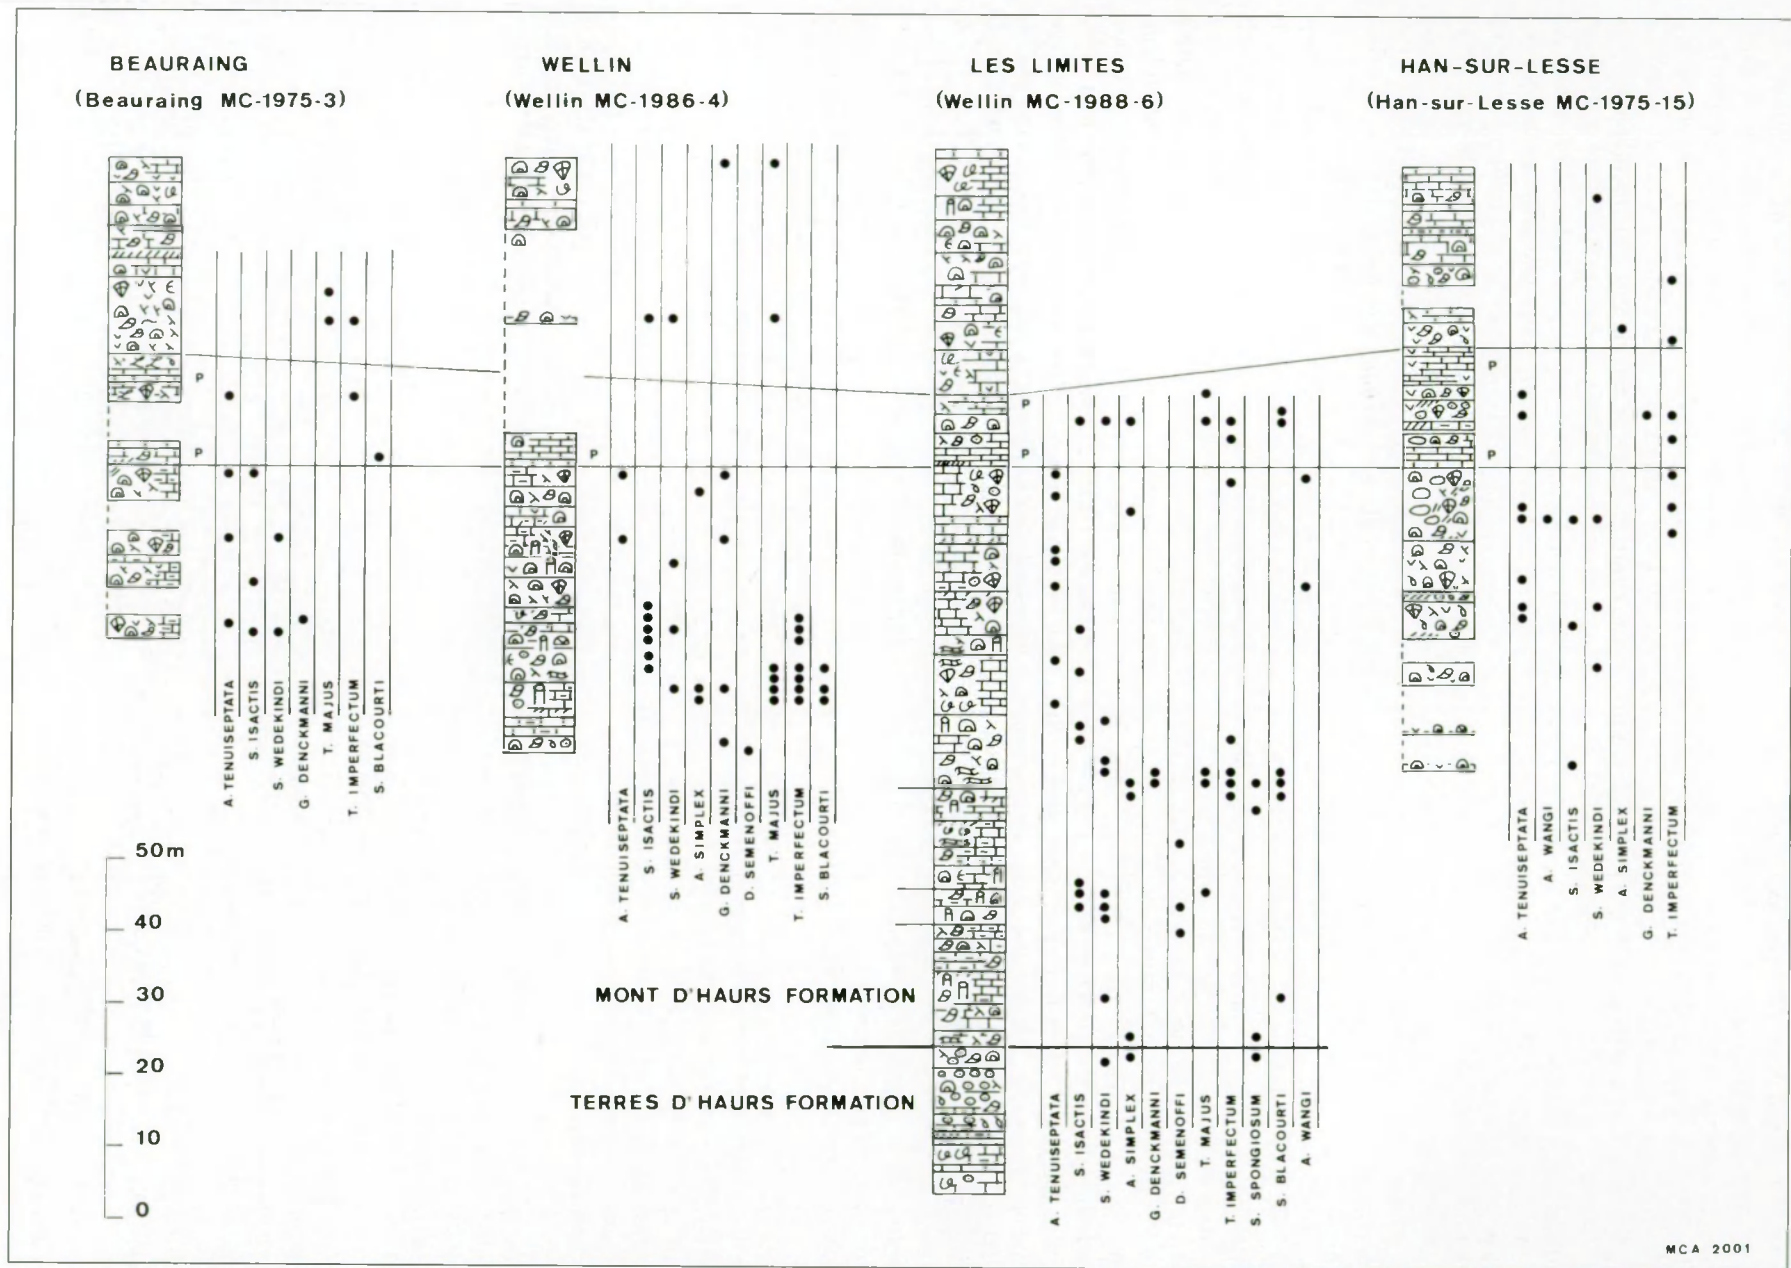 BEAURAING
(Beauraing MC-1975-3)
WELLIN
(Wellin MC-1986-4)
LES LIMITES
(Wellin MC-1988-6)
HAN-SUR-LESSE
(Han-sur-Lesse MC-1975-15)
P
P
P
P
P
P
P
A. TENUISEPTATA
S. ISACTIS
S. WEDEKINDI
G. DENCKMANNI
T. MAJUS
T. IMPERFECTUM
S. BLACOURTI
A. TENUISEPTATA
S. ISACTIS
S. WEDEKINDI
A. SIMPLEX
G. DENCKMANNI
D. SEMENOFFI
T. MAJUS
T. IMPERFECTUM
S. BLACOURTI
A. TENUISEPTATA
S. ISACTIS
S. WEDEKINDI
A. SIMPLEX
G. DENCKMANNI
D. SEMENOFFI
T. MAJUS
T. IMPERFECTUM
S. SPONGIOSUM
S. BLACOURTI
A. WANGI
A. TENUISEPTATA
A. WANGI
S. ISACTIS
S. WEDEKINDI
A. SIMPLEX
G. DENCKMANNI
T. IMPERFECTUM
50m
40
30
20
10
0
MONT D'HAURS FORMATION
TERRES D'HAURS FORMATION
MCA 2001